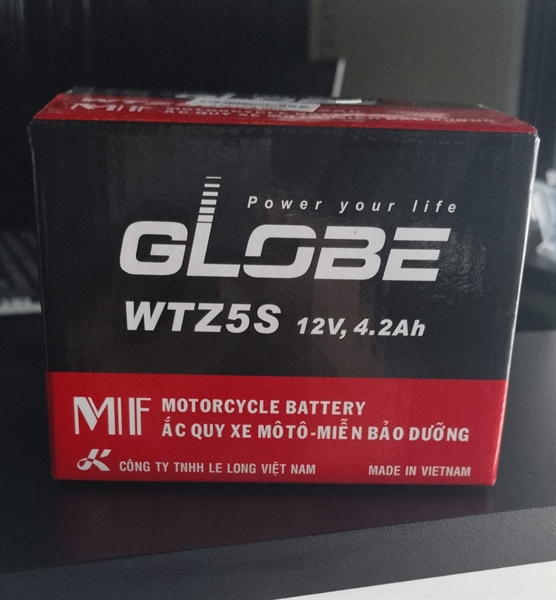 MF
Power your life
GLOBE
WTZ5S 12V, 4.2Ah
MF MOTORCYCLE BATTERY
ẮC QUY XE MÔTÔ-MIỄN BẢO DƯỠNG
CÔNG TY TNHH LE LONG VIỆT NAM MADE IN VIETNAM